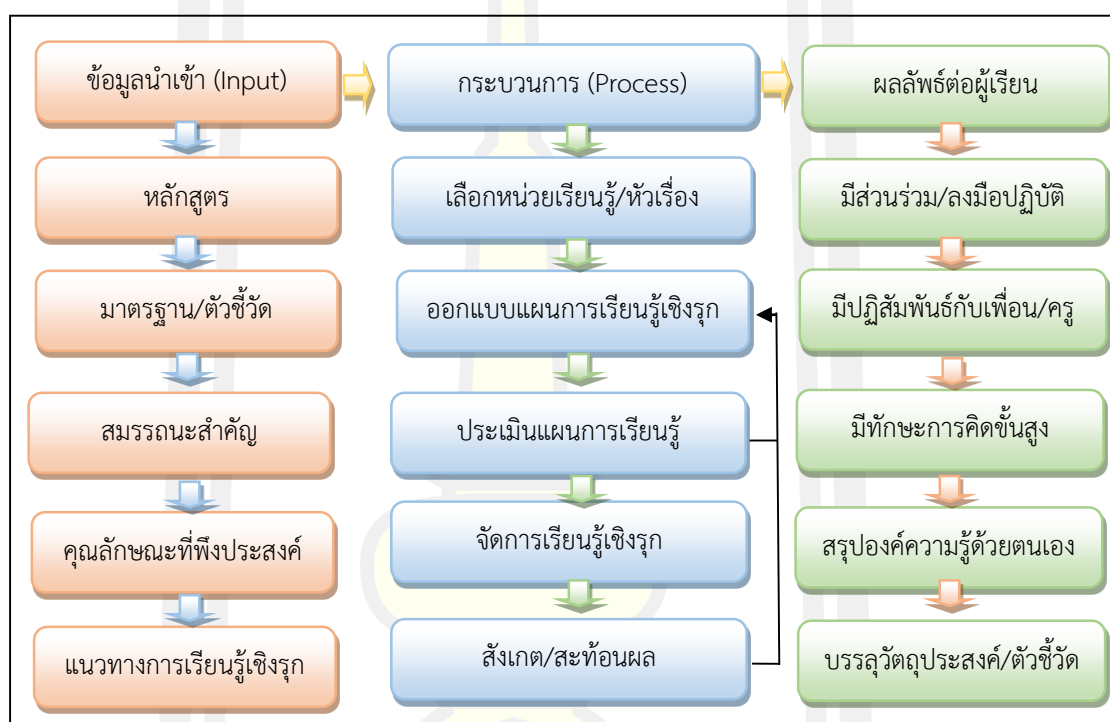 ข้อมูลนำเข้า (Input)
หลักสูตร
มาตรฐาน/ตัวชี้วัด
สมรรถนะสำคัญ
คุณลักษณะที่พึงประสงค์
แนวทางการเรียนรู้เชิงรุก
กระบวนการ (Process)
เลือกหน่วยเรียนรู้/หัวเรื่อง
ออกแบบแผนการเรียนรู้เชิงรุก
ประเมินแผนการเรียนรู้
จัดการเรียนรู้เชิงรุก
สังเกต/สะท้อนผล
ผลลัพธ์ต่อผู้เรียน
มีส่วนร่วม/ลงมือปฏิบัติ
มีปฏิสัมพันธ์กับเพื่อน/ครู
มีทักษะการคิดขั้นสูง
สรุปองค์ความรู้ด้วยตนเอง
บรรลุวัตถุประสงค์/ตัวชี้วัด